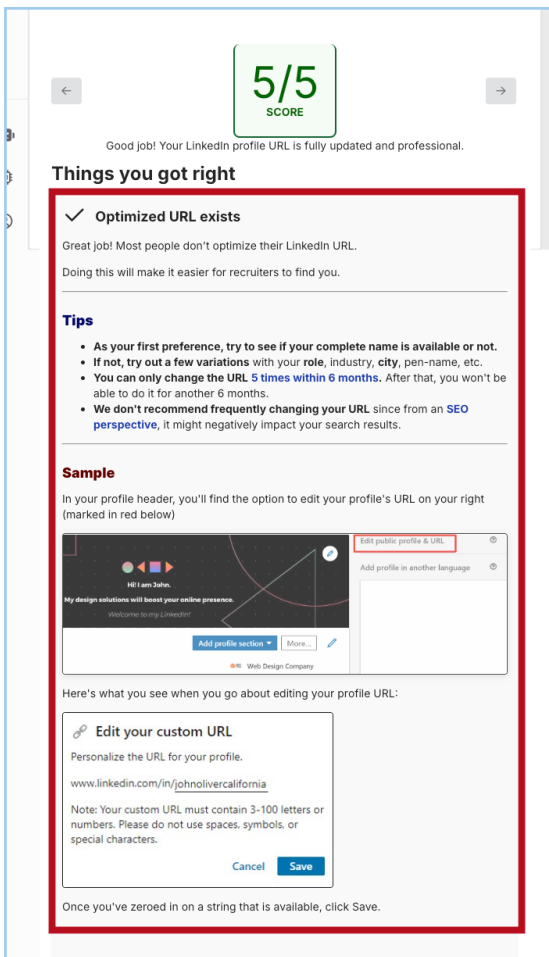 5/5
SCORE
Good job! Your LinkedIn profile URL is fully updated and professional.
Things you got right
Optimized URL exists
Great job! Most people don't optimize their LinkedIn URL.
Doing this will make it easier for recruiters to find you.
Tips
• As your first preference, try to see if your complete name is available or not.
• If not, try out a few variations with your role, industry, city, pen-name, etc.
• You can only change the URL 5 times within 6 months. After that, you won't be
able to do it for another 6 months.
• We don't recommend frequently changing your URL since from an SEO
perspective, it might negatively impact your search results.
Sample
In your profile header, you'll find the option to edit your profile's URL on your right
(marked in red below)
Edit public profile & URL
Add profile in another language
Hi! I am John.
My design solutions will boost your online presence.
Welcome to my LinkedIn!
Add profile section
More...
Web Design Company
Here's what you see when you go about editing your profile URL:
Edit your custom URL
Personalize the URL for your profile.
www.linkedin.com/in/johnolivercalifornia
Note: Your custom URL must contain 3-100 letters or
numbers. Please do not use spaces, symbols, or
special characters.
Cancel Save
Once you've zeroed in on a string that is available, click Save.